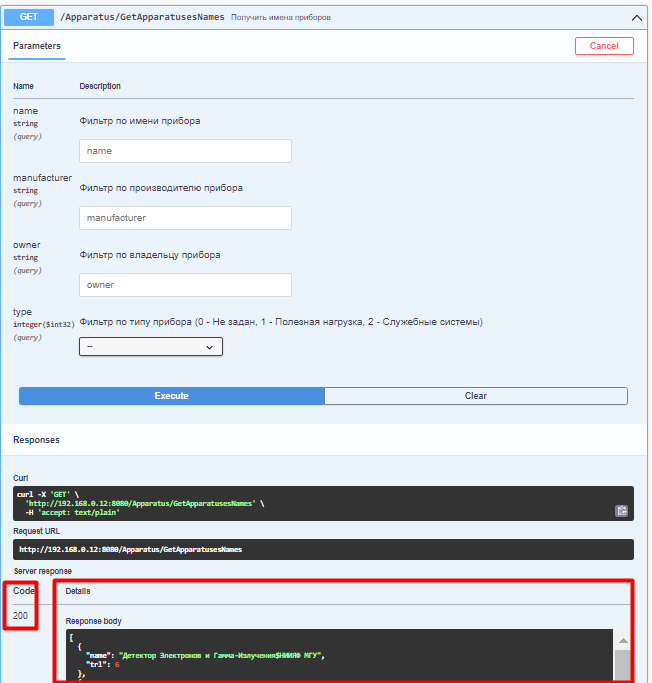 GET /Apparatus/GetApparatusesNames Получить имена приборов
Parameters
Cancel
Name Description
name
string
(query)
Фильтр по имени прибора
name
manufacturer
string
(query)
Фильтр по производителю прибора
manufacturer
owner
string
(query)
Фильтр по владельцу прибора
owner
type
integer($int32)
(query)
Фильтр по типу прибора (0 - Не задан, 1 - Полезная нагрузка, 2 - Служебные системы)
--
Execute Clear
Responses
Curl
curl -X 'GET' \
'http://192.168.0.12:8080/Apparatus/GetApparatusesNames' \
-H 'accept: text/plain'
Request URL
http://192.168.0.12:8080/Apparatus/GetApparatusesNames
Server response
Code Details
200
Response body
[
{
"name": "Детектор Электронов и Гамма-Излучения$НИИЯФ МГУ",
"trl": 6
},